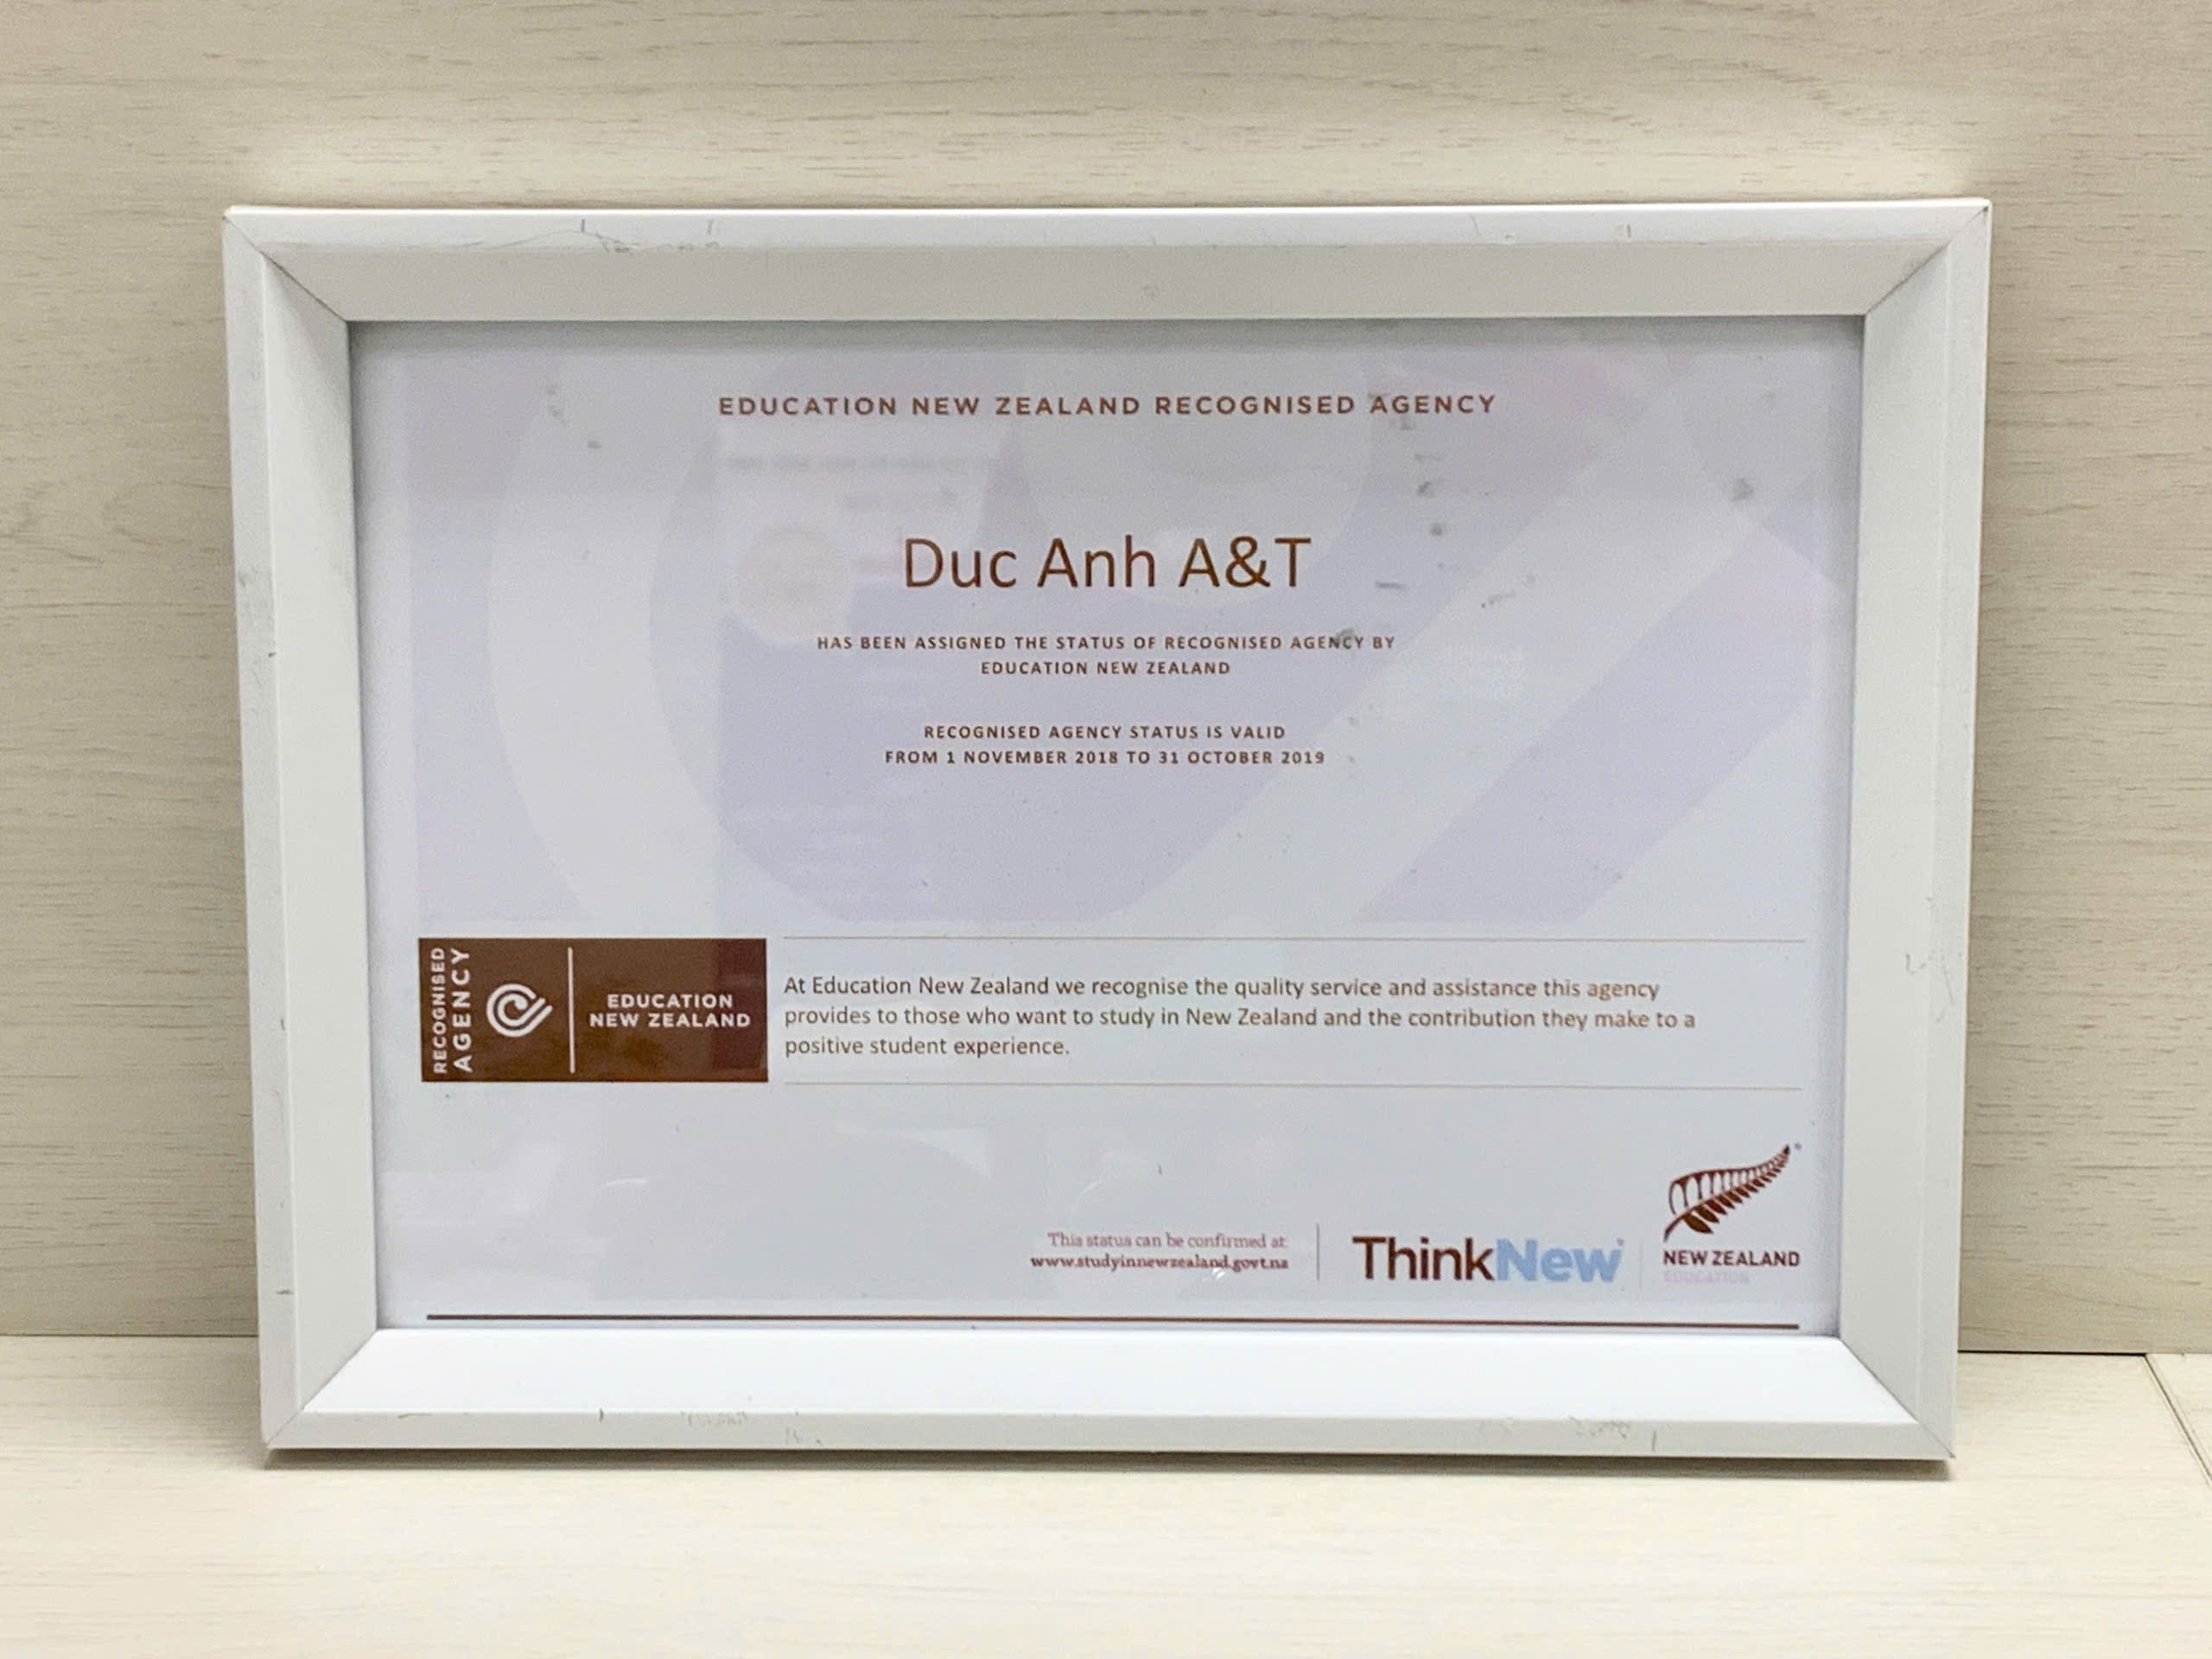 EDUCATION NEW ZEALAND RECOGNISED AGENCY
Duc Anh A&T
HAS BEEN ASSIGNED THE STATUS OF RECOGNISED AGENCY BY
EDUCATION NEW ZEALAND
RECOGNISED AGENCY STATUS IS VALID
FROM 1 NOVEMBER 2018 TO 31 OCTOBER 2019
RECOGNISED
AGENCY
EDUCATION
NEW ZEALAND
At Education New Zealand we recognise the quality service and assistance this agency
provides to those who want to study in New Zealand and the contribution they make to a
positive student experience.
This status can be confirmed at:
www.studyinnewzealand.govt.nz
ThinkNew
NEW ZEALAND
EDUCATION